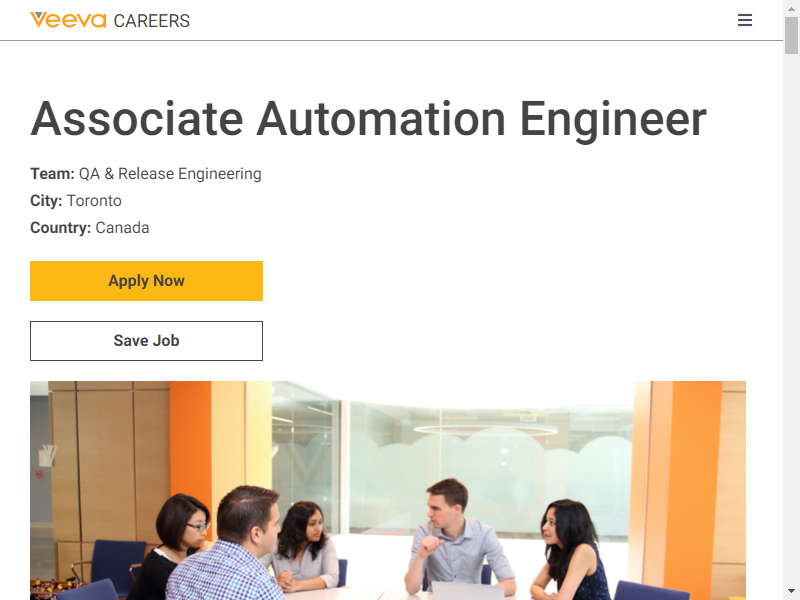 Veeva CAREERS
Associate Automation Engineer
Team: QA & Release Engineering
City: Toronto
Country: Canada
Apply Now
Save Job